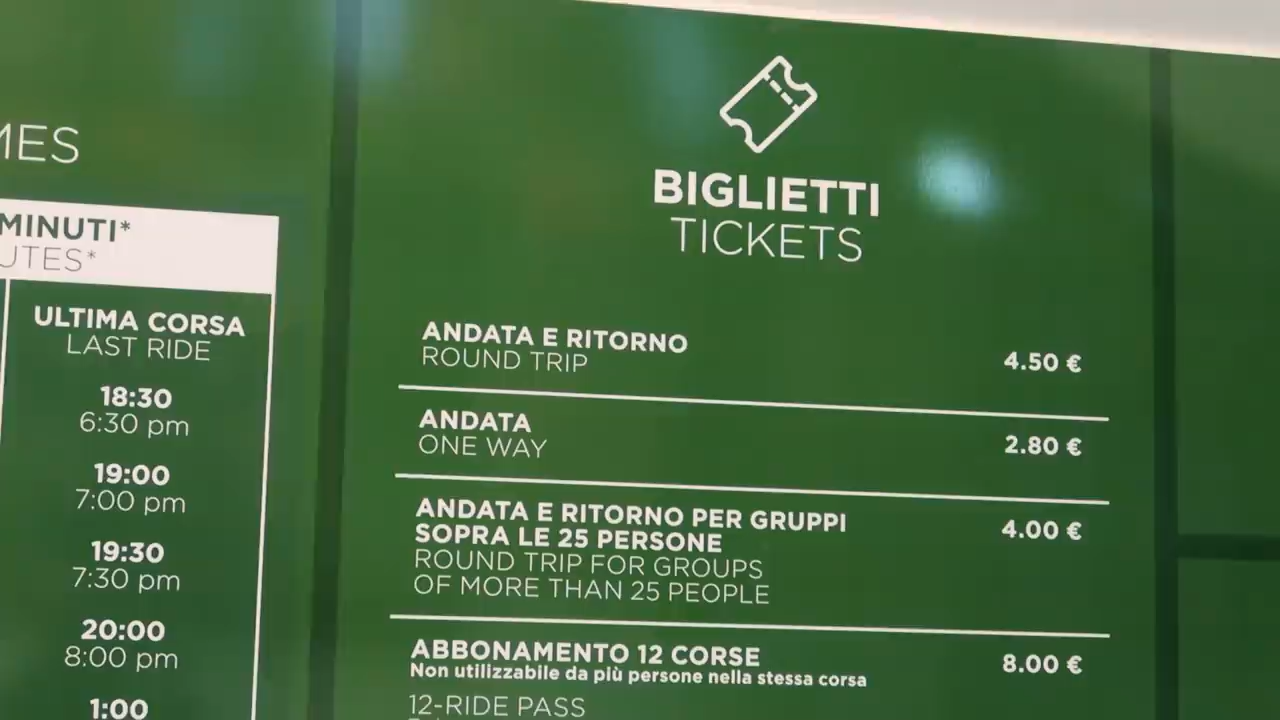 MES
MINUTI*
UTES*
ULTIMA CORSA
LAST RIDE
18:30
6:30 pm
19:00
7:00 pm
19:30
7:30 pm
20:00
8:00 pm
1:00
BIGLIETTI
TICKETS
ANDATA E RITORNO
ROUND TRIP
4.50 €
ANDATA
ONE WAY
2.80 €
ANDATA E RITORNO PER GRUPPI
SOPRA LE 25 PERSONE
ROUND TRIP FOR GROUPS
OF MORE THAN 25 PEOPLE
4.00 €
ABBONAMENTO 12 CORSE
Non utilizzabile da più persone nella stessa corsa
12-RIDE PASS
8.00 €